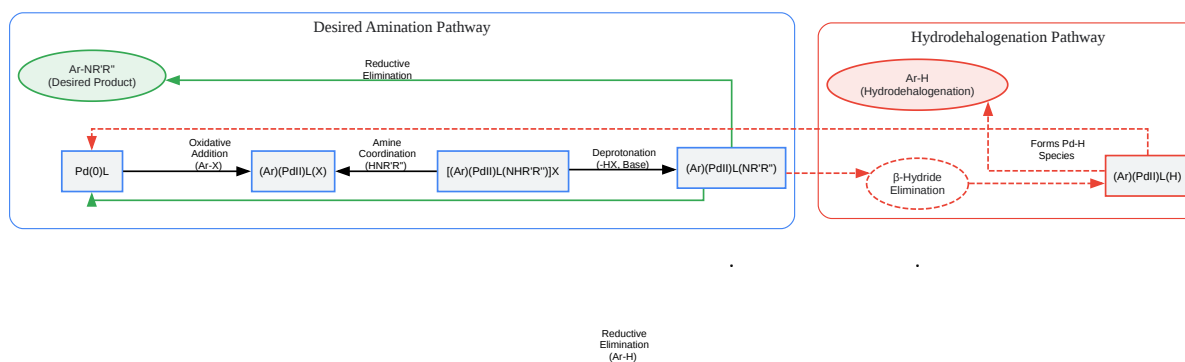 Desired Amination Pathway
Hydrodehalogenation Pathway
Ar-NR'R"
(Desired Product)
Reductive
Elimination
Ar-H
(Hydrodehalogenation)
Oxidative
Addition
(Ar-X)
Amine
Coordination
(HNR'R")
Deprotonation
(-HX, Base)
Forms Pd-H
Species
Pd(0)L
(Ar)(PdII)L(X)
[(Ar)(PdII)L(NHR'R")]X
(Ar)(PdII)L(NR'R")
β-Hydride
Elimination
(Ar)(PdII)L(H)
.
.
Reductive
Elimination
(Ar-H)